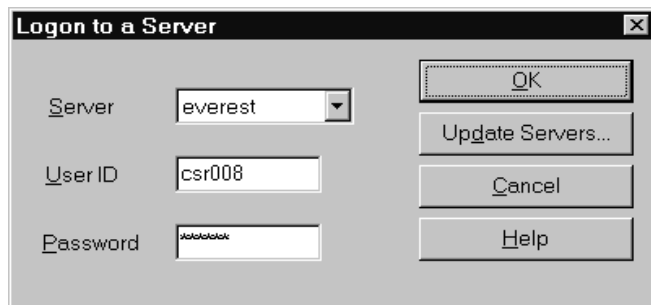 Logon to a Server
Server
everest
User ID
csr008
Password
*******
OK
Update Servers...
Cancel
Help